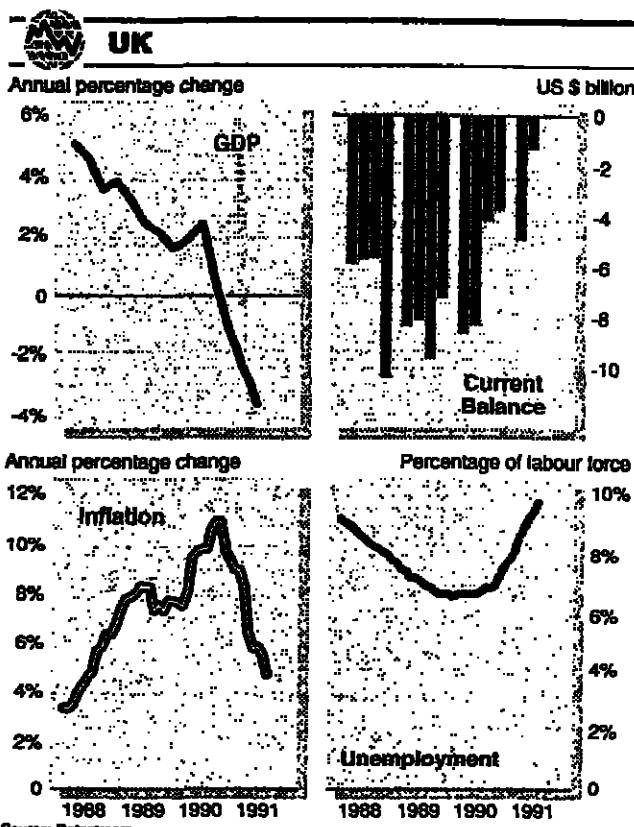 UK
Annual percentage change
6%
4%
2%
0
-2%
-4%
GDP
US $ billion
0
-2
-4
-6
-8
-10
Current
Balance
Annual percentage change
12%
10%
8%
6%
4%
2%
0
Inflation
1988 1989 1990 1991
Percentage of labour force
10%
8%
6%
4%
2%
0
Unemployment
1988 1989 1990 1991